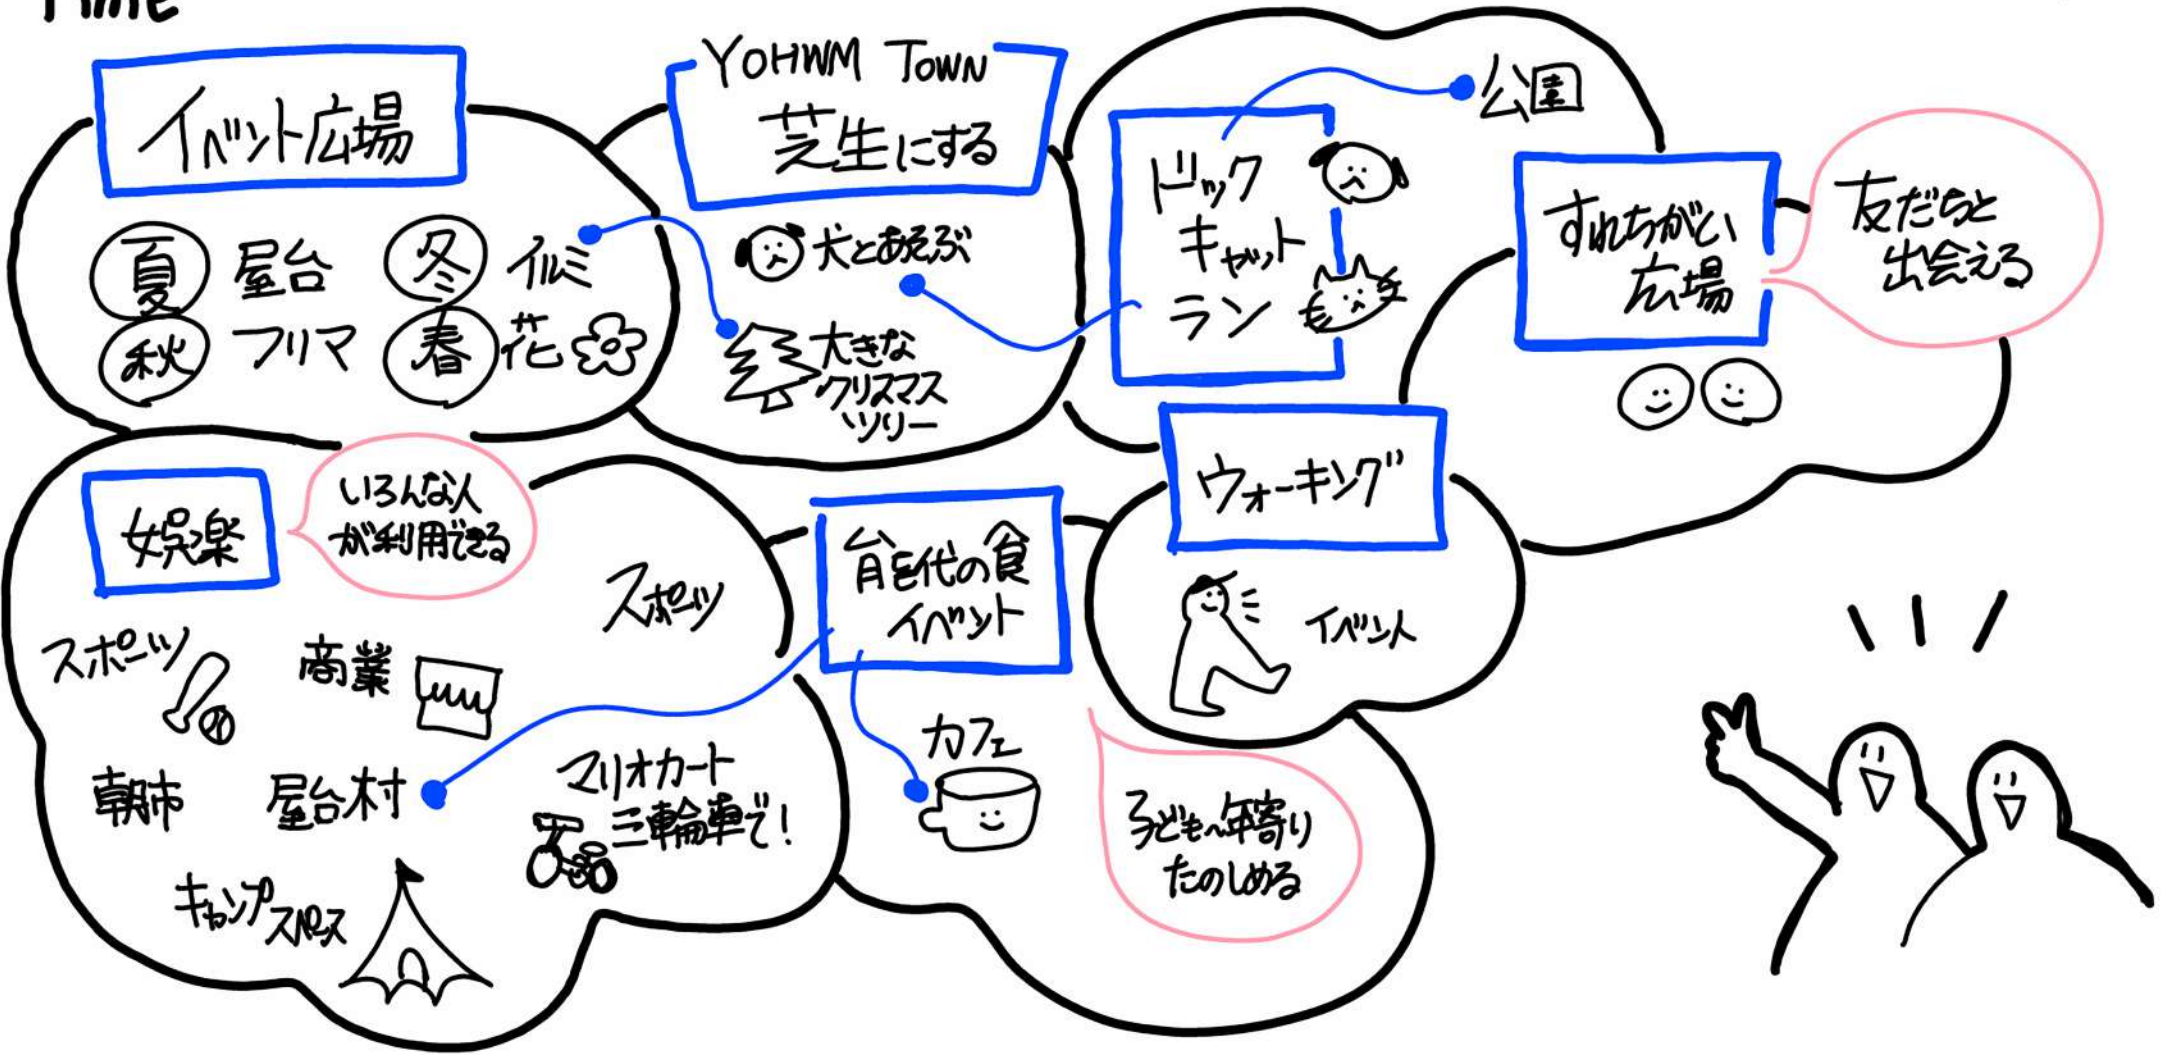 Time
イベント広場
夏 屋台 冬 イルミ
秋 フリマ 春 花
YOHWM TOWN
芝生にする
犬とあそぶ
大きな
クリスマス
ツリー
公園
ドック
キャット
ラン
すれちがい
広場
友だちと
出会える
娯楽
いろんな人
が利用できる
スポーツ
スポーツ
商業
朝市
屋台村
マリオカート
三輪車で!
キャンプ
スペース
能代の食
イベント
カフェ
ウォーキング
イベント
子ども〜年寄り
たのしめる